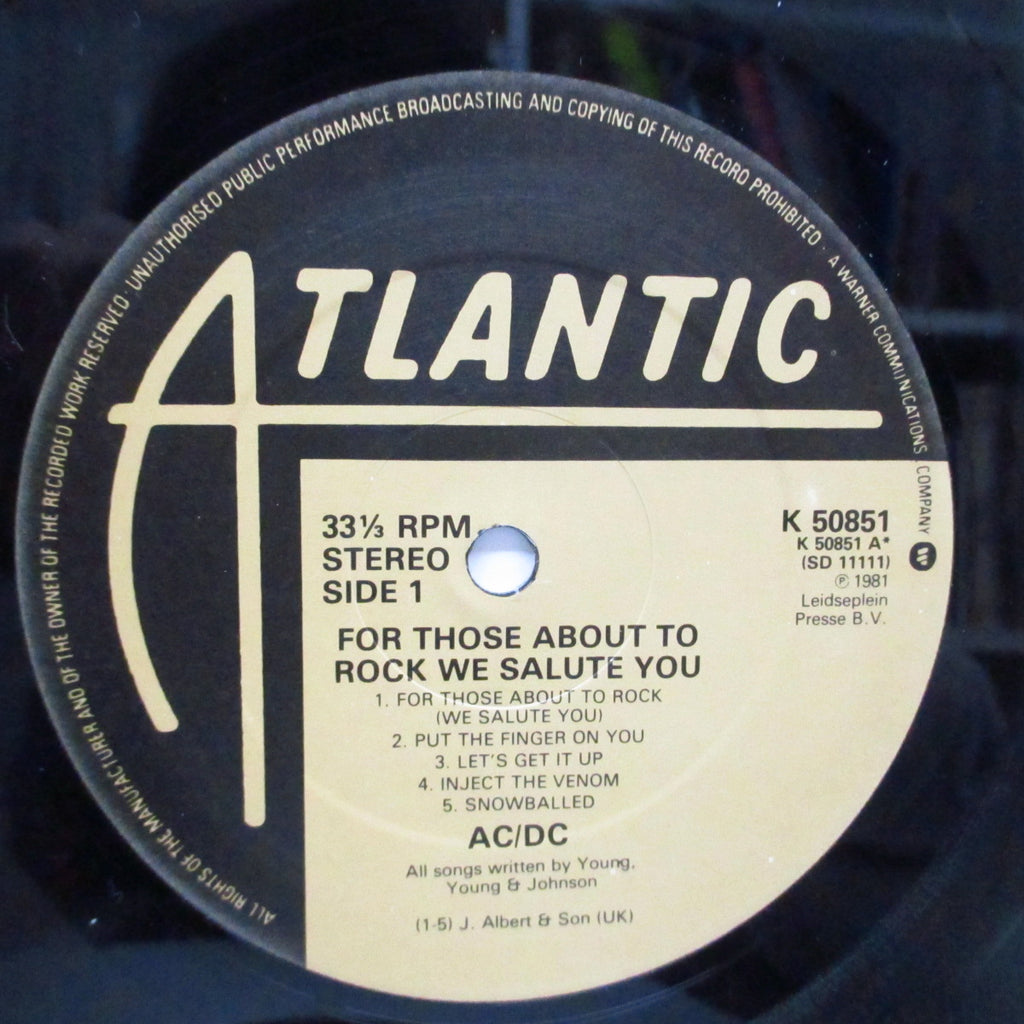 ALL RIGHTS OF THE MANUFACTURER AND OF THE OWNER OF THE RECORDED WORK RESERVED · UNAUTHORISED PUBLIC PERFORMANCE BROADCASTING AND COPYING OF THIS RECORD PROHIBITED · A WARNER COMMUNICATIONS COMPANY
ATLANTIC
33⅓ RPM
STEREO
SIDE 1
K 50851
K 50851 A*
(SD 11111)
℗ 1981
Leidseplein
Presse B.V.
FOR THOSE ABOUT TO
ROCK WE SALUTE YOU
1. FOR THOSE ABOUT TO ROCK
(WE SALUTE YOU)
2. PUT THE FINGER ON YOU
3. LET'S GET IT UP
4. INJECT THE VENOM
5. SNOWBALLED
AC/DC
All songs written by Young,
Young & Johnson
(1-5) J. Albert & Son (UK)